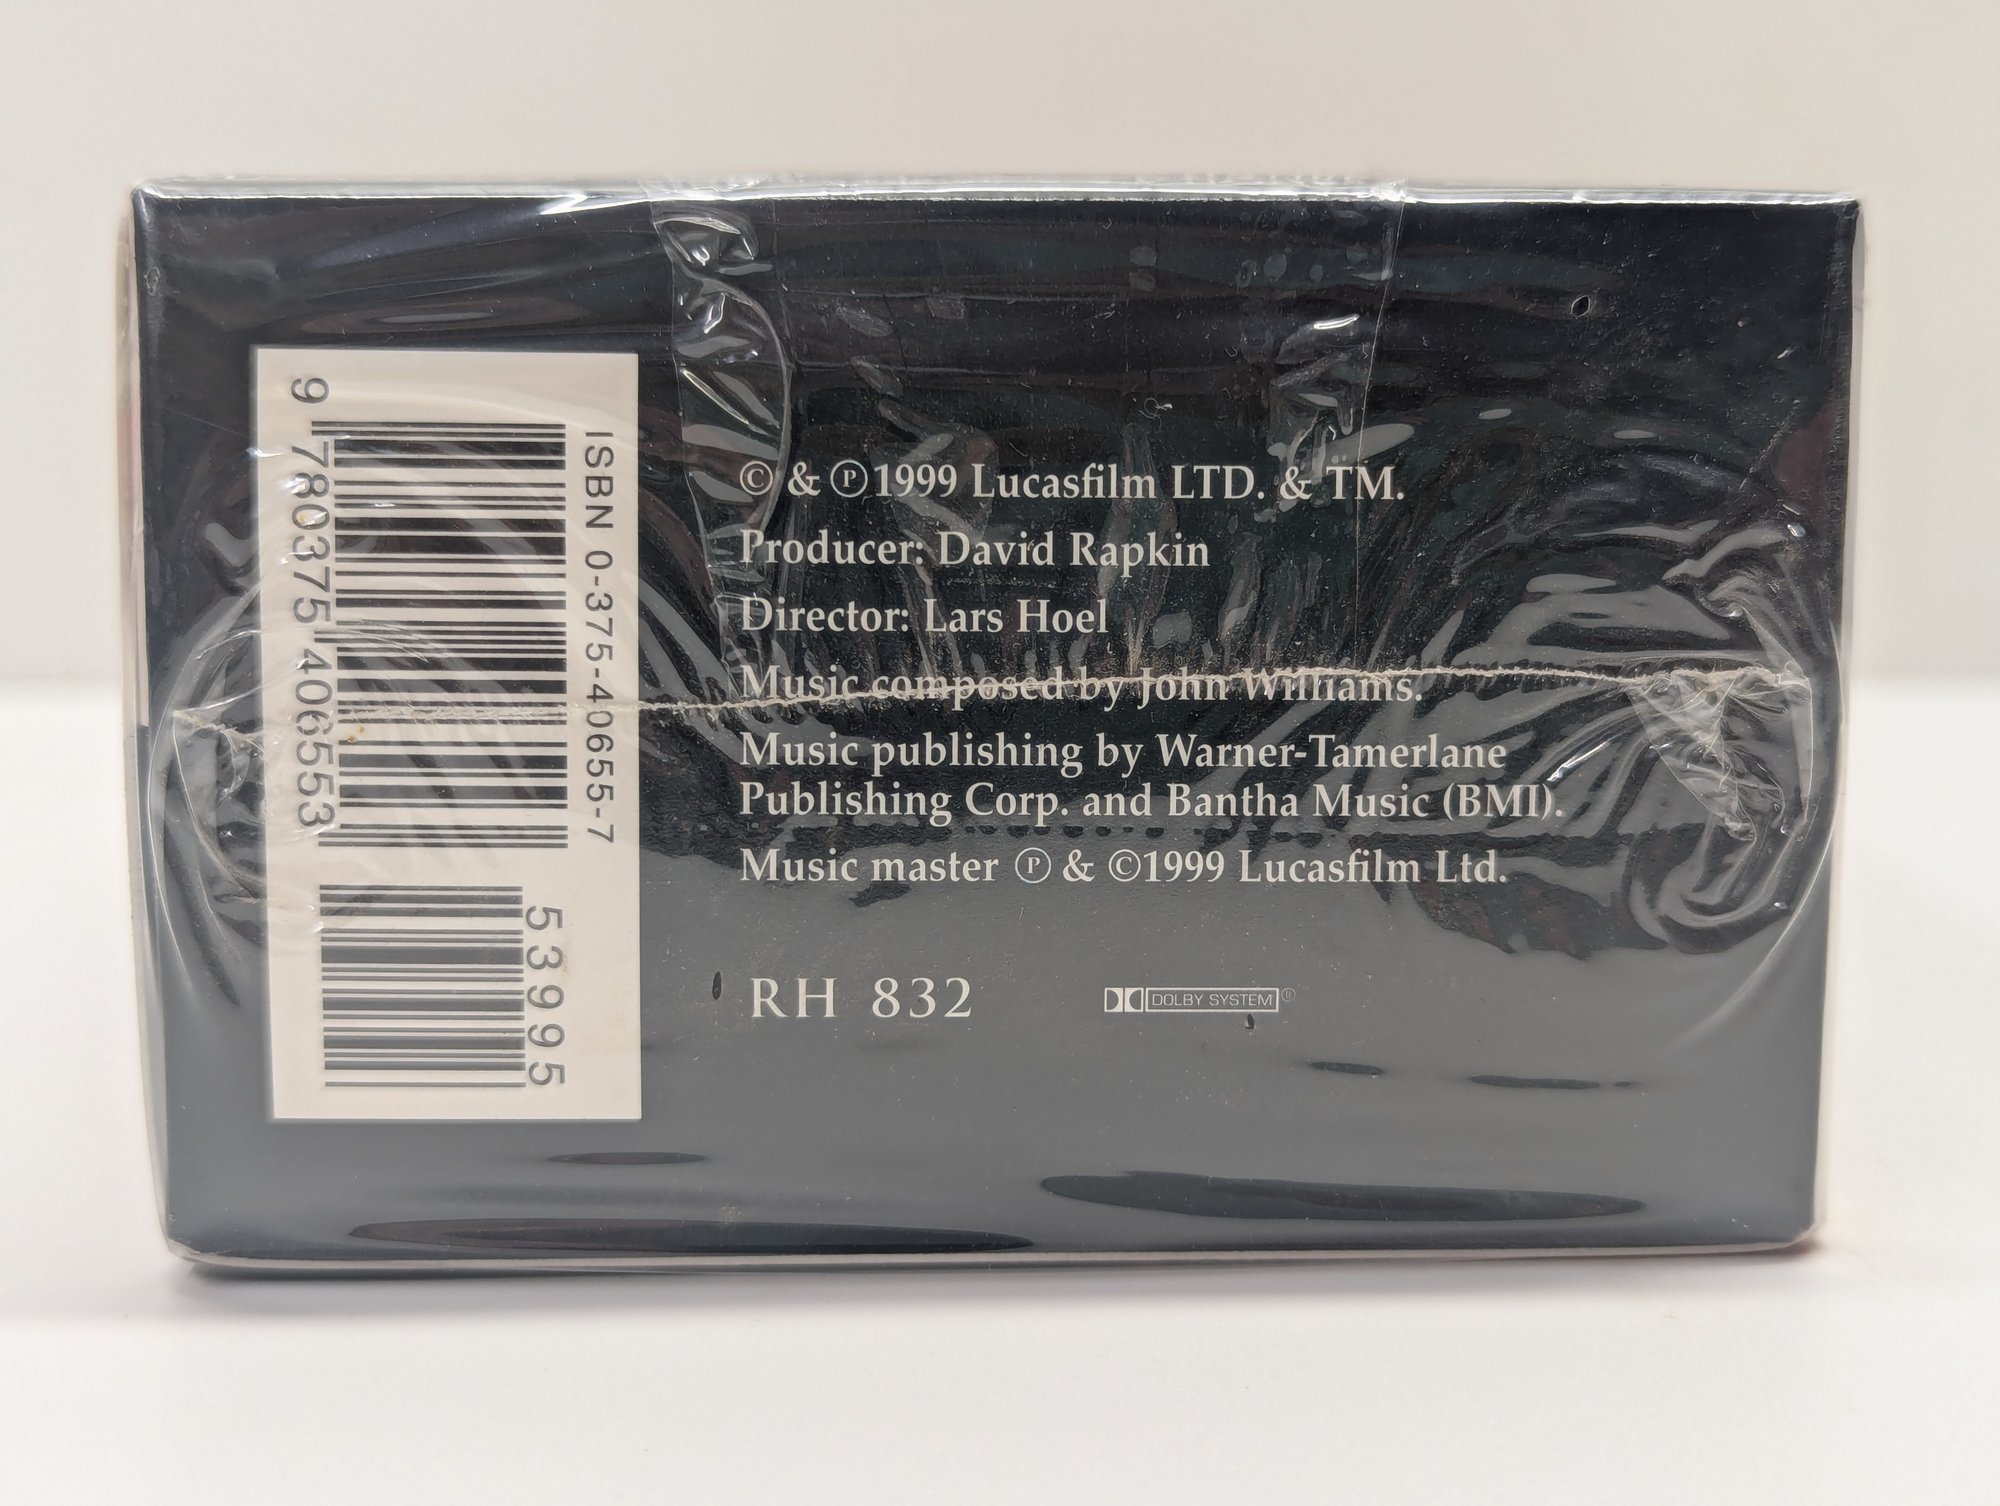 9 780375 406553
ISBN 0-375-40655-7
53995
© & ℗1999 Lucasfilm LTD. & TM.
Producer: David Rapkin
Director: Lars Hoel
Music composed by John Williams.
Music publishing by Warner-Tamerlane
Publishing Corp. and Bantha Music (BMI).
Music master ℗ & ©1999 Lucasfilm Ltd.
RH 832
DOLBY SYSTEM